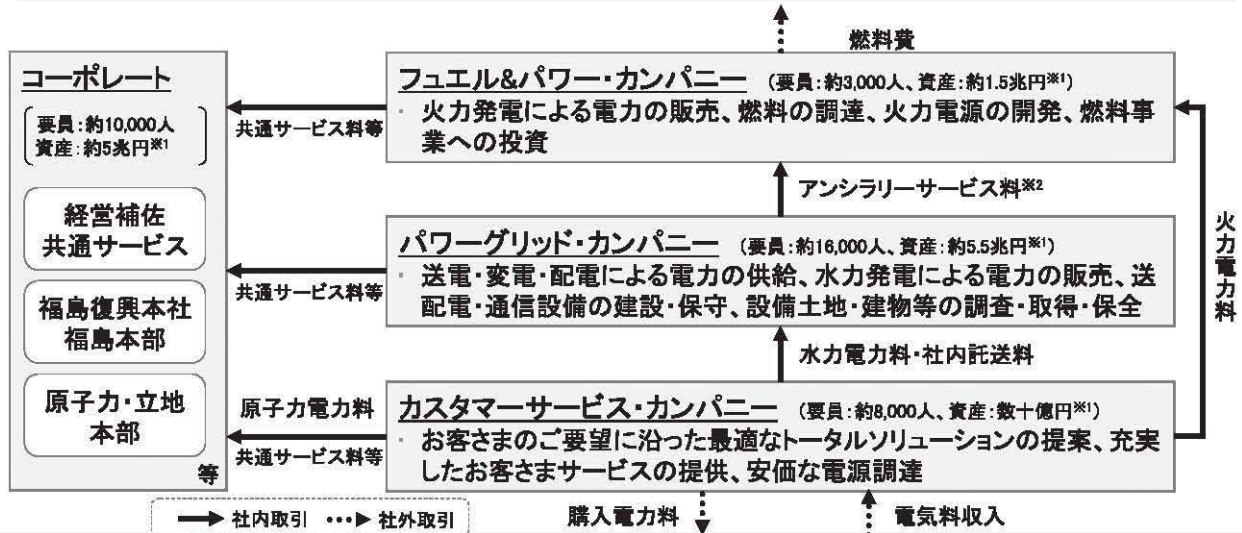 燃料費
コーポレート
要員:約10,000人
資産:約5兆円※1
経営補佐
共通サービス
福島復興本社
福島本部
原子力・立地
本部
等
共通サービス料等
フュエル&パワー・カンパニー (要員:約3,000人、資産:約1.5兆円※1)
・ 火力発電による電力の販売、燃料の調達、火力電源の開発、燃料事
業への投資
アンシラリーサービス料※2
共通サービス料等
パワーグリッド・カンパニー (要員:約16,000人、資産:約5.5兆円※1)
・ 送電・変電・配電による電力の供給、水力発電による電力の販売、送
配電・通信設備の建設・保守、設備土地・建物等の調査・取得・保全
水力電力料・社内託送料
原子力電力料
共通サービス料等
カスタマーサービス・カンパニー (要員:約8,000人、資産:数十億円※1)
・ お客さまのご要望に沿った最適なトータルソリューションの提案、充実
したお客さまサービスの提供、安価な電源調達
火力電力料
社内取引
社外取引
購入電力料
電気料収入